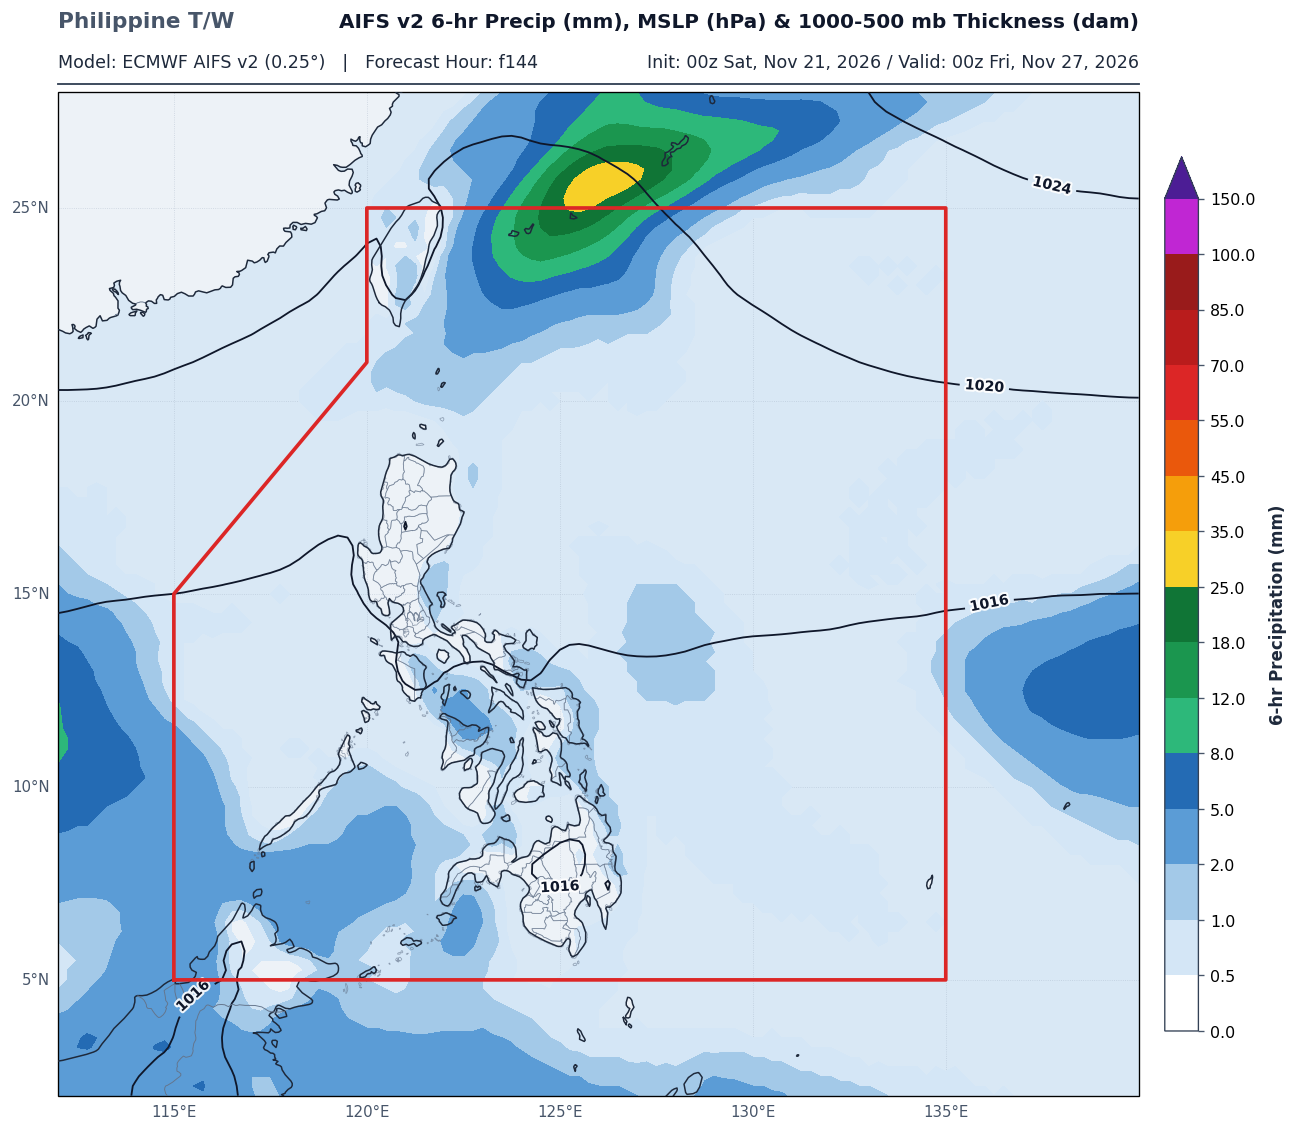 Philippine T/W
AIFS v2 6-hr Precip (mm), MSLP (hPa) & 1000-500 mb Thickness (dam)
Model: ECMWF AIFS v2 (0.25°) | Forecast Hour: f144
Init: 00z Sat, Nov 21, 2026 / Valid: 00z Fri, Nov 27, 2026
25°N
20°N
15°N
10°N
5°N
115°E
120°E
125°E
130°E
135°E
1024
1020
1016
1016
1016
150.0
100.0
85.0
70.0
55.0
45.0
35.0
25.0
18.0
12.0
8.0
5.0
2.0
1.0
0.5
0.0
6-hr Precipitation (mm)